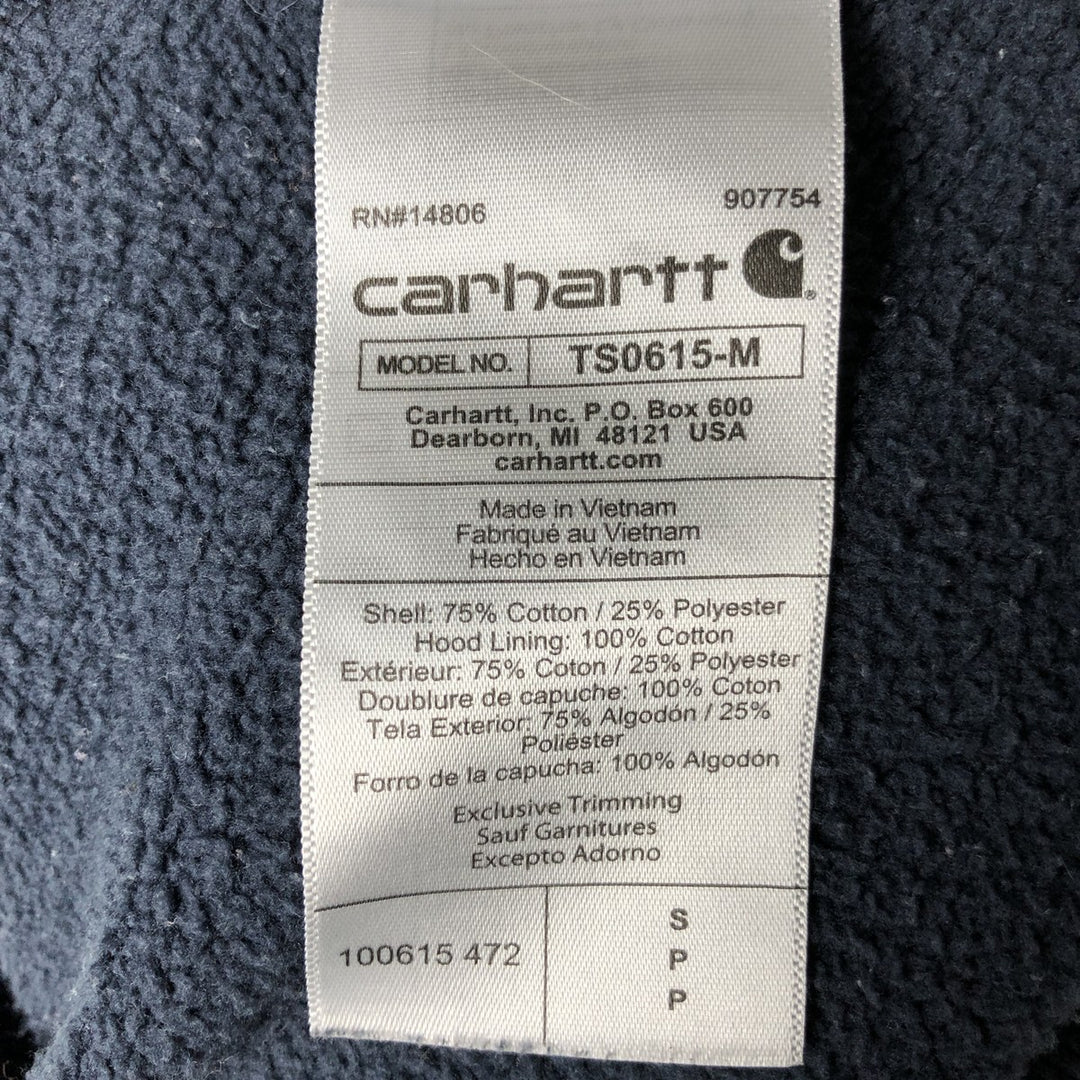 RN#14806 907754
carhartt
MODEL NO. TS0615-M
Carhartt, Inc. P.O. Box 600
Dearborn, MI 48121 USA
carhartt.com
Made in Vietnam
Fabriqué au Vietnam
Hecho en Vietnam
Shell: 75% Cotton / 25% Polyester
Hood Lining: 100% Cotton
Extérieur: 75% Coton / 25% Polyester
Doublure de capuche: 100% Coton
Tela Exterior: 75% Algodón / 25%
Poliéster
Forro de la capucha: 100% Algodón
Exclusive Trimming
Sauf Garnitures
Excepto Adorno
100615 472
S
P
P